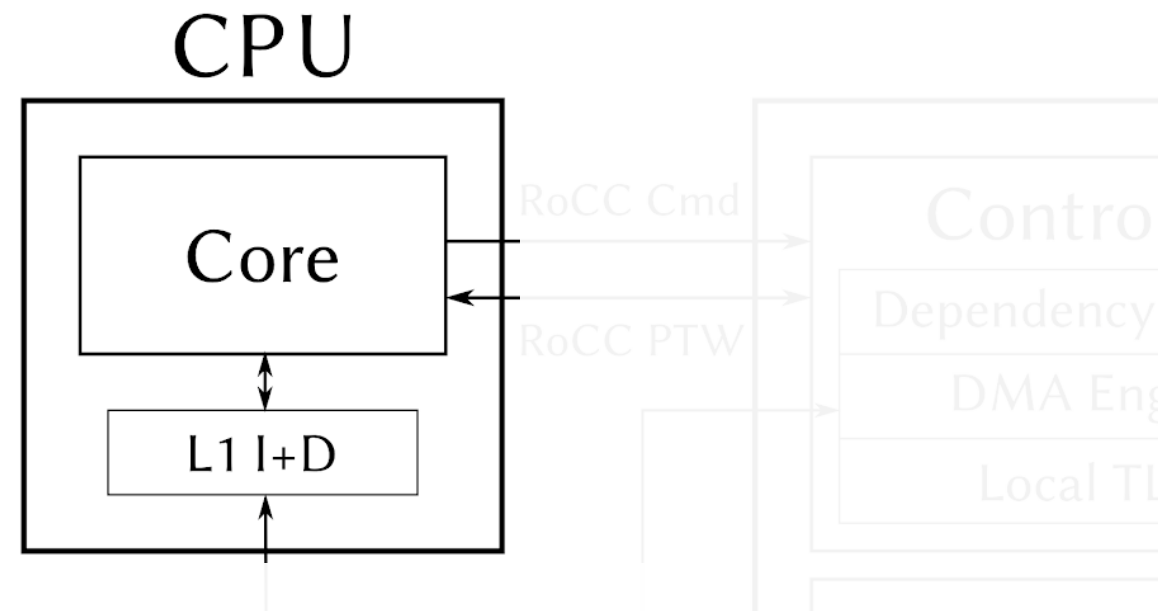 CPU
Core
L1 I+D
RoCC Cmd
RoCC PTW
Contro
Dependency
DMA Eng
Local TL